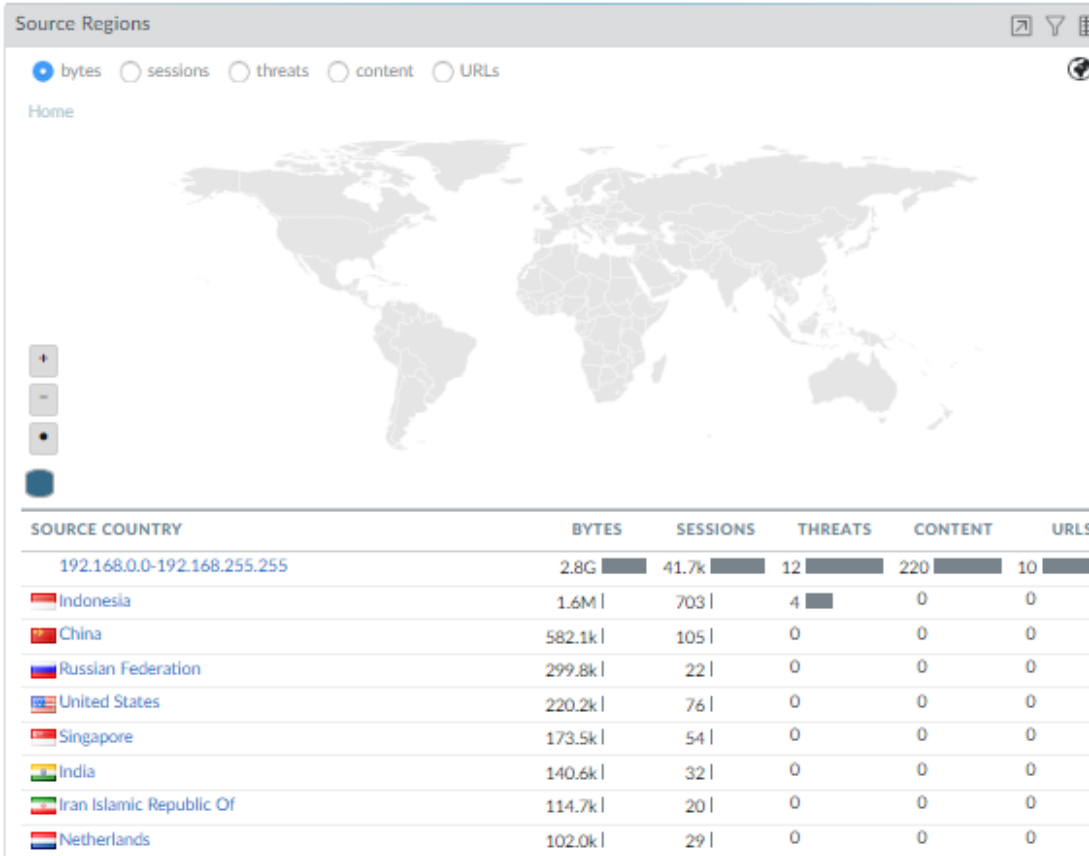 Source Regions
bytes sessions threats content URLs
Home
+
−
SOURCE COUNTRY BYTES SESSIONS THREATS CONTENT URLS
192.168.0.0-192.168.255.255 2.8G 41.7k 12 220 10
Indonesia 1.6M 703 4 0 0
China 582.1k 105 0 0 0
Russian Federation 299.8k 22 0 0 0
United States 220.2k 76 0 0 0
Singapore 173.5k 54 0 0 0
India 140.6k 32 0 0 0
Iran Islamic Republic Of 114.7k 20 0 0 0
Netherlands 102.0k 29 0 0 0